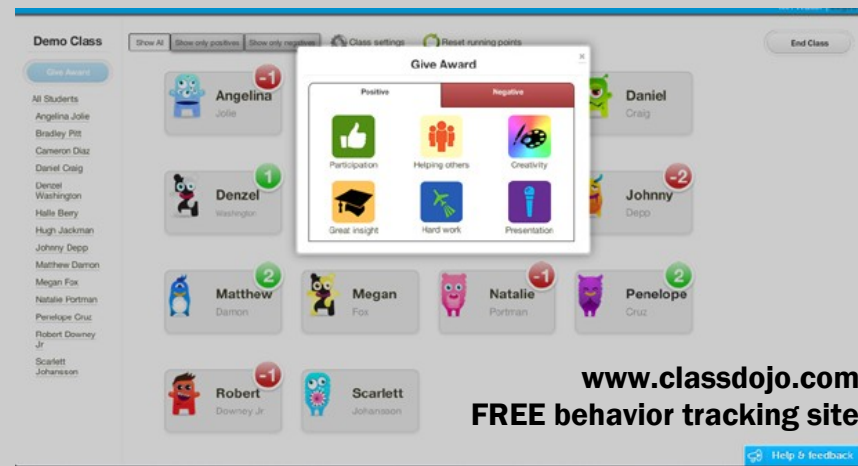 Demo Class
Show All Show only positives Show only negatives Class settings Reset running points
End Class
Give Award
All Students
Angelina Jolie
Bradley Pitt
Cameron Diaz
Daniel Craig
Denzel
Washington
Halle Berry
Hugh Jackman
Johnny Depp
Matthew Damon
Megan Fox
Natalie Portman
Penelope Cruz
Robert Downey
Jr
Scarlett
Johansson
Give Award
×
Positive Negative
Participation Helping others Creativity
Great insight Hard work Presentation
-1
Angelina
Jolie
Daniel
Craig
1
Denzel
Washington
-2
Johnny
Depp
2
Matthew
Damon
Megan
Fox
-1
Natalie
Portman
2
Penelope
Cruz
-1
Robert
Downey Jr
Scarlett
Johansson
www.classdojo.com
FREE behavior tracking site
Help & feedback